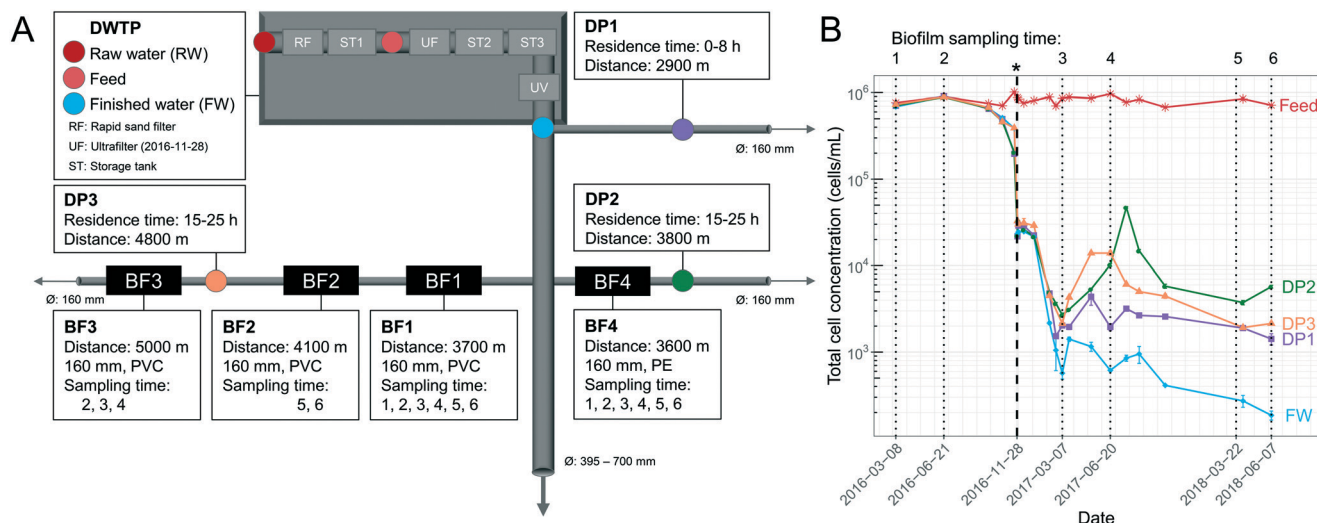 A
DWTP
Raw water (RW)
Feed
Finished water (FW)
RF: Rapid sand filter
UF: Ultrafilter (2016-11-28)
ST: Storage tank
RF
ST1
UF
ST2
ST3
UV
DP1
Residence time: 0-8 h
Distance: 2900 m
Ø: 160 mm
DP3
Residence time: 15-25 h
Distance: 4800 m
DP2
Residence time: 15-25 h
Distance: 3800 m
BF3
BF2
BF1
BF4
Ø: 160 mm
Ø: 160 mm
BF3
Distance: 5000 m
160 mm, PVC
Sampling time:
2, 3, 4
BF2
Distance: 4100 m
160 mm, PVC
Sampling time:
5, 6
BF1
Distance: 3700 m
160 mm, PVC
Sampling time:
1, 2, 3, 4, 5, 6
BF4
Distance: 3600 m
160 mm, PE
Sampling time:
1, 2, 3, 4, 5, 6
Ø: 395 – 700 mm
B
Biofilm sampling time:
1 2 * 3 4 5 6
Total cell concentration (cells/mL)
10⁶
10⁵
10⁴
10³
Feed
DP2
DP3
DP1
FW
2016–03–08
2016–06–21
2016–11–28
2017–03–07
2017–06–20
2018–03–22
2018–06–07
Date